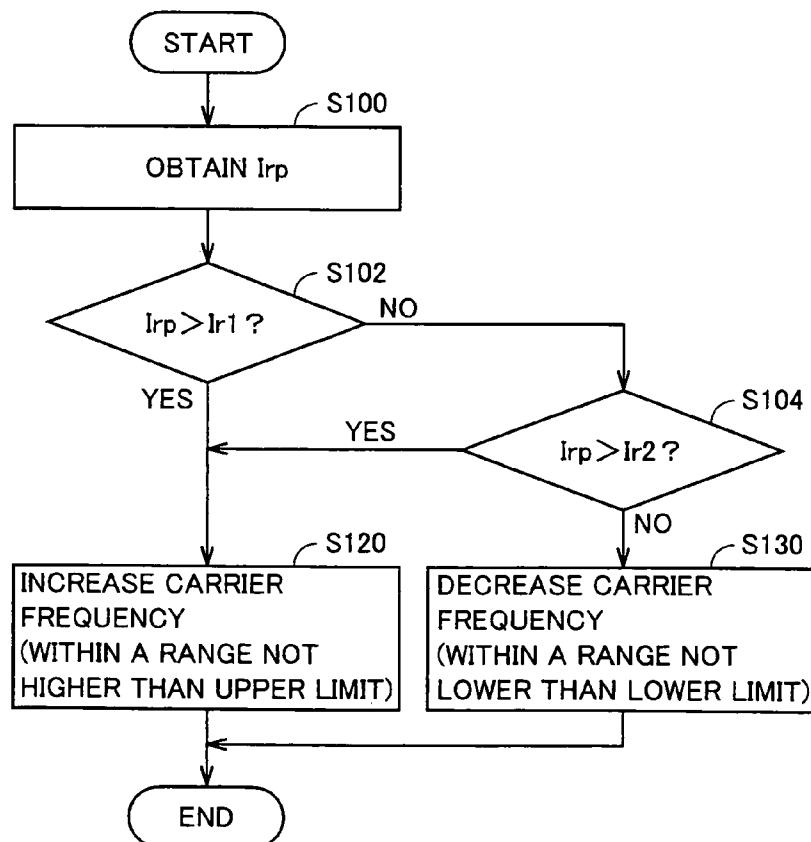 START
S100
OBTAIN Irp
S102
Irp>Ir1?
NO
YES
S104
Irp>Ir2?
YES
NO
S120
INCREASE CARRIER
FREQUENCY
(WITHIN A RANGE NOT
HIGHER THAN UPPER LIMIT)
S130
DECREASE CARRIER
FREQUENCY
(WITHIN A RANGE NOT
LOWER THAN LOWER LIMIT)
END